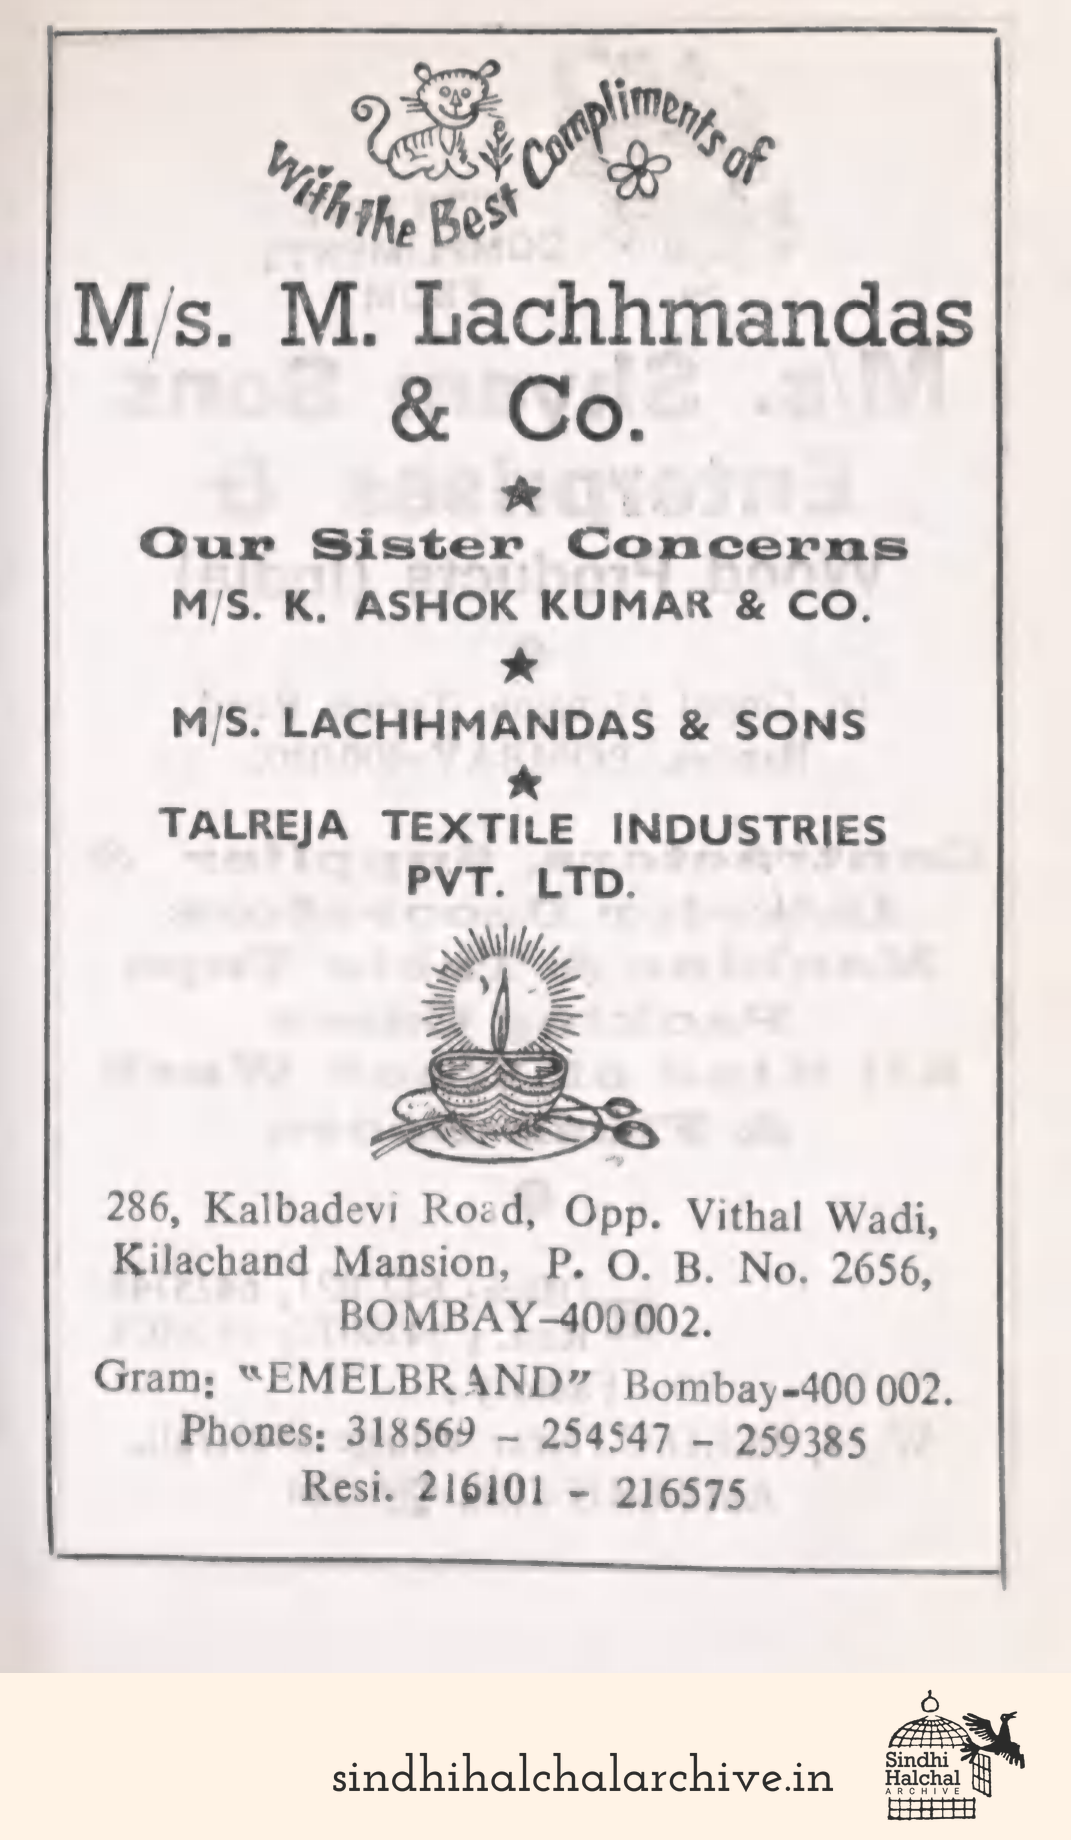 With the Best Compliments of
M/s. M. Lachhmandas
& Co.
Our Sister Concerns
M/S. K. ASHOK KUMAR & CO.
M/S. LACHHMANDAS & SONS
TALREJA TEXTILE INDUSTRIES
PVT. LTD.
286, Kalbadevi Road, Opp. Vithal Wadi,
Kilachand Mansion, P. O. B. No. 2656,
BOMBAY–400 002.
Gram: "EMELBRAND" Bombay-400 002.
Phones: 318569 – 254547 – 259385
Resi. 216101 - 216575
sindhihalchalarchive.in
Sindhi
Halchal
ARCHIVE